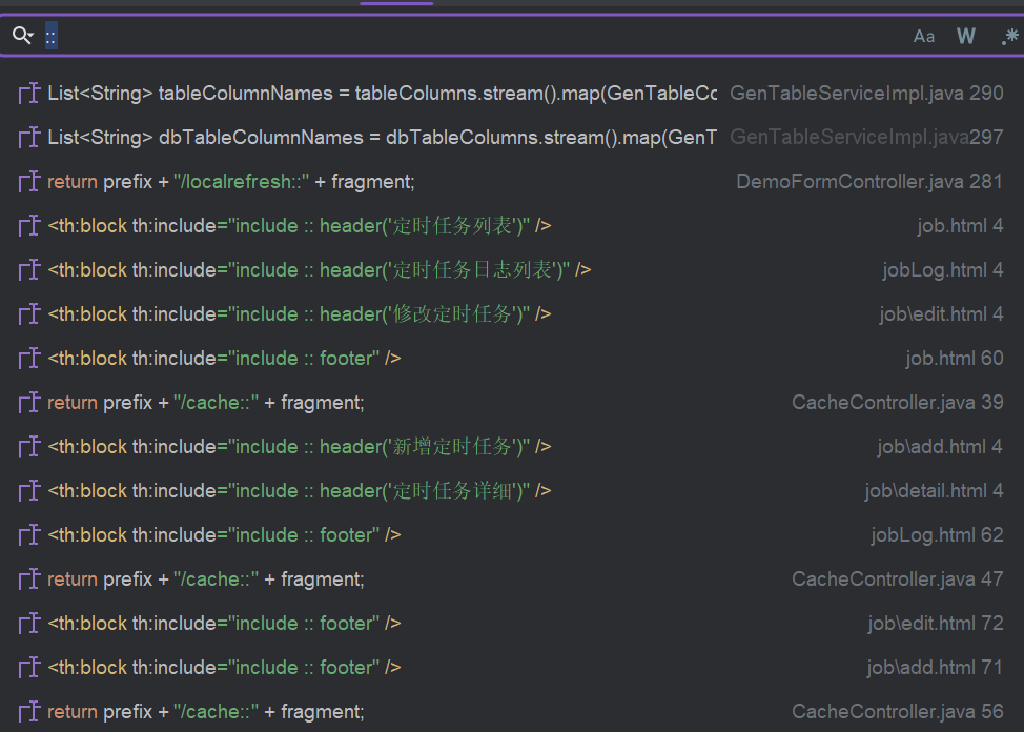 :: Aa W .*
List<String> tableColumnNames = tableColumns.stream().map(GenTableCo GenTableServiceImpl.java 290
List<String> dbTableColumnNames = dbTableColumns.stream().map(GenT GenTableServiceImpl.java 297
return prefix + "/localrefresh::" + fragment; DemoFormController.java 281
<th:block th:include="include :: header('定时任务列表')" /> job.html 4
<th:block th:include="include :: header('定时任务日志列表')" /> jobLog.html 4
<th:block th:include="include :: header('修改定时任务')" /> job\edit.html 4
<th:block th:include="include :: footer" /> job.html 60
return prefix + "/cache::" + fragment; CacheController.java 39
<th:block th:include="include :: header('新增定时任务')" /> job\add.html 4
<th:block th:include="include :: header('定时任务详细')" /> job\detail.html 4
<th:block th:include="include :: footer" /> jobLog.html 62
return prefix + "/cache::" + fragment; CacheController.java 47
<th:block th:include="include :: footer" /> job\edit.html 72
<th:block th:include="include :: footer" /> job\add.html 71
return prefix + "/cache::" + fragment; CacheController.java 56